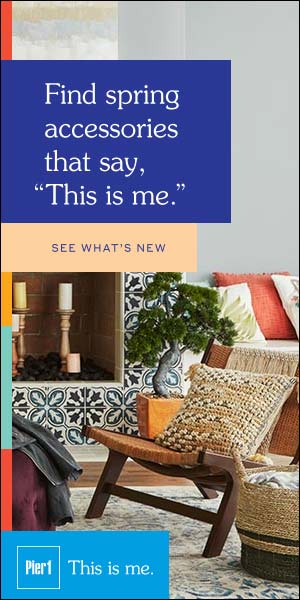 Find spring
accessories
that say,
“This is me.”
SEE WHAT’S NEW
Pier1 This is me.